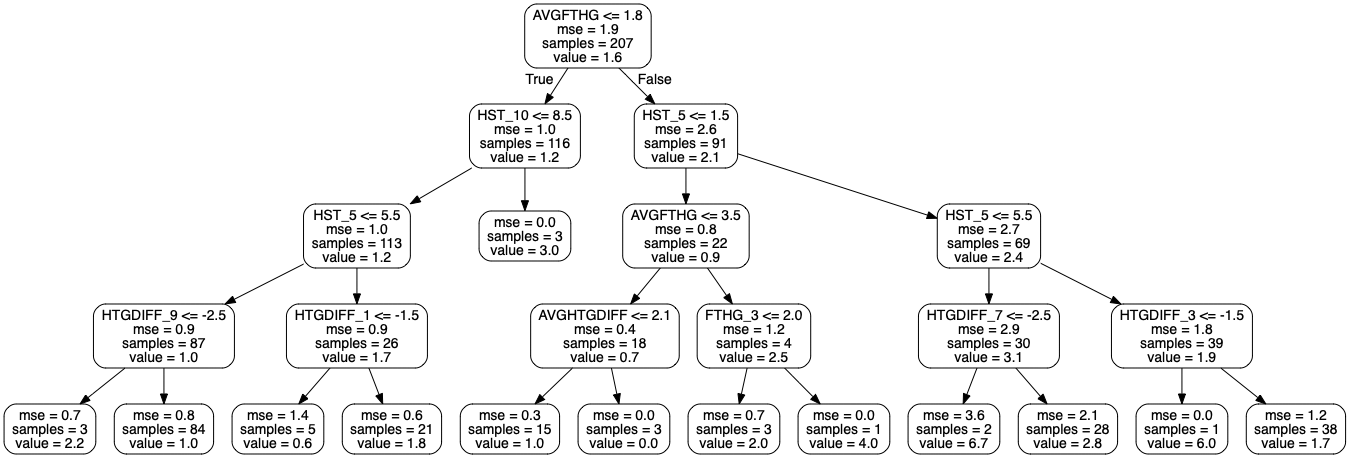 AVGFTHG <= 1.8
mse = 1.9
samples = 207
value = 1.6
True
False
HST_10 <= 8.5
mse = 1.0
samples = 116
value = 1.2
HST_5 <= 1.5
mse = 2.6
samples = 91
value = 2.1
HST_5 <= 5.5
mse = 1.0
samples = 113
value = 1.2
mse = 0.0
samples = 3
value = 3.0
AVGFTHG <= 3.5
mse = 0.8
samples = 22
value = 0.9
HST_5 <= 5.5
mse = 2.7
samples = 69
value = 2.4
HTGDIFF_9 <= -2.5
mse = 0.9
samples = 87
value = 1.0
HTGDIFF_1 <= -1.5
mse = 0.9
samples = 26
value = 1.7
AVGHTGDIFF <= 2.1
mse = 0.4
samples = 18
value = 0.7
FTHG_3 <= 2.0
mse = 1.2
samples = 4
value = 2.5
HTGDIFF_7 <= -2.5
mse = 2.9
samples = 30
value = 3.1
HTGDIFF_3 <= -1.5
mse = 1.8
samples = 39
value = 1.9
mse = 0.7
samples = 3
value = 2.2
mse = 0.8
samples = 84
value = 1.0
mse = 1.4
samples = 5
value = 0.6
mse = 0.6
samples = 21
value = 1.8
mse = 0.3
samples = 15
value = 1.0
mse = 0.0
samples = 3
value = 0.0
mse = 0.7
samples = 3
value = 2.0
mse = 0.0
samples = 1
value = 4.0
mse = 3.6
samples = 2
value = 6.7
mse = 2.1
samples = 28
value = 2.8
mse = 0.0
samples = 1
value = 6.0
mse = 1.2
samples = 38
value = 1.7